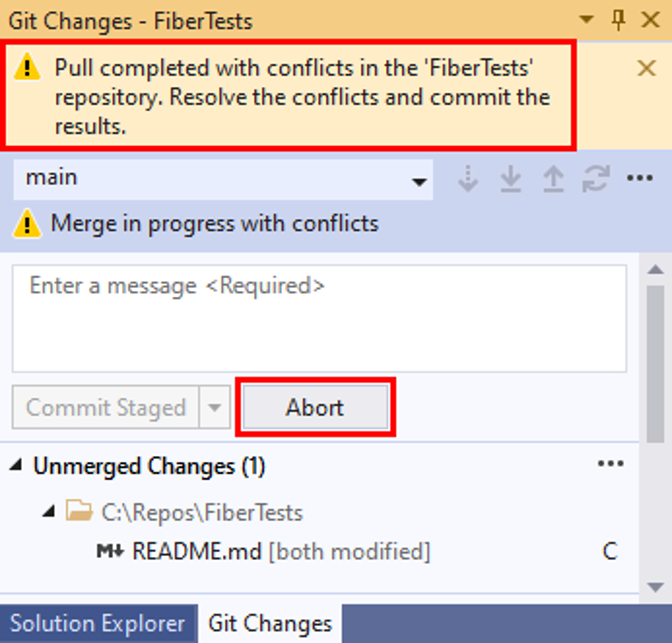 Git Changes - FiberTests
Pull completed with conflicts in the 'FiberTests'
repository. Resolve the conflicts and commit the
results.
main
Merge in progress with conflicts
Enter a message <Required>
Commit Staged
Abort
Unmerged Changes (1)
C:\Repos\FiberTests
M↓ README.md [both modified] C
Solution Explorer Git Changes